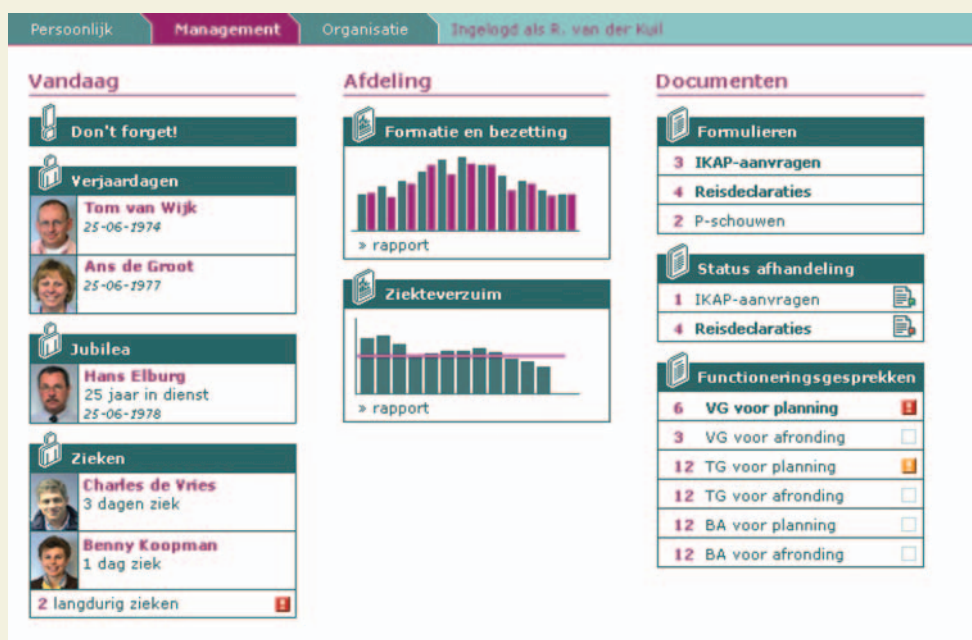 Persoonlijk Management Organisatie Ingelogd als R. van der Kuil
Vandaag
Don't forget!
Verjaardagen
Tom van Wijk
25-06-1974
Ans de Groot
25-06-1977
Jubilea
Hans Elburg
25 jaar in dienst
25-06-1978
Zieken
Charles de Vries
3 dagen ziek
Benny Koopman
1 dag ziek
2 langdurig zieken
Afdeling
Formatie en bezetting
» rapport
Ziekteverzuim
» rapport
Documenten
Formulieren
3 IKAP-aanvragen
4 Reisdeclaraties
2 P-schouwen
Status afhandeling
1 IKAP-aanvragen
4 Reisdeclaraties
Functioneringsgesprekken
6 VG voor planning
3 VG voor afronding
12 TG voor planning
12 TG voor afronding
12 BA voor planning
12 BA voor afronding